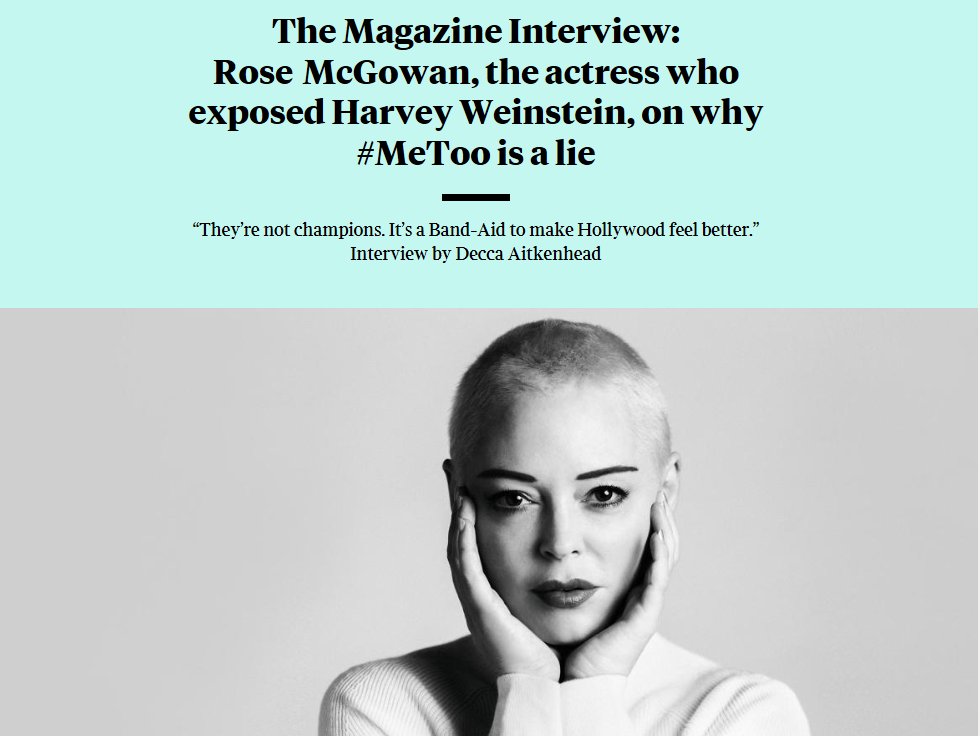 The Magazine Interview:
Rose McGowan, the actress who
exposed Harvey Weinstein, on why
#MeToo is a lie
“They’re not champions. It’s a Band-Aid to make Hollywood feel better.”
Interview by Decca Aitkenhead